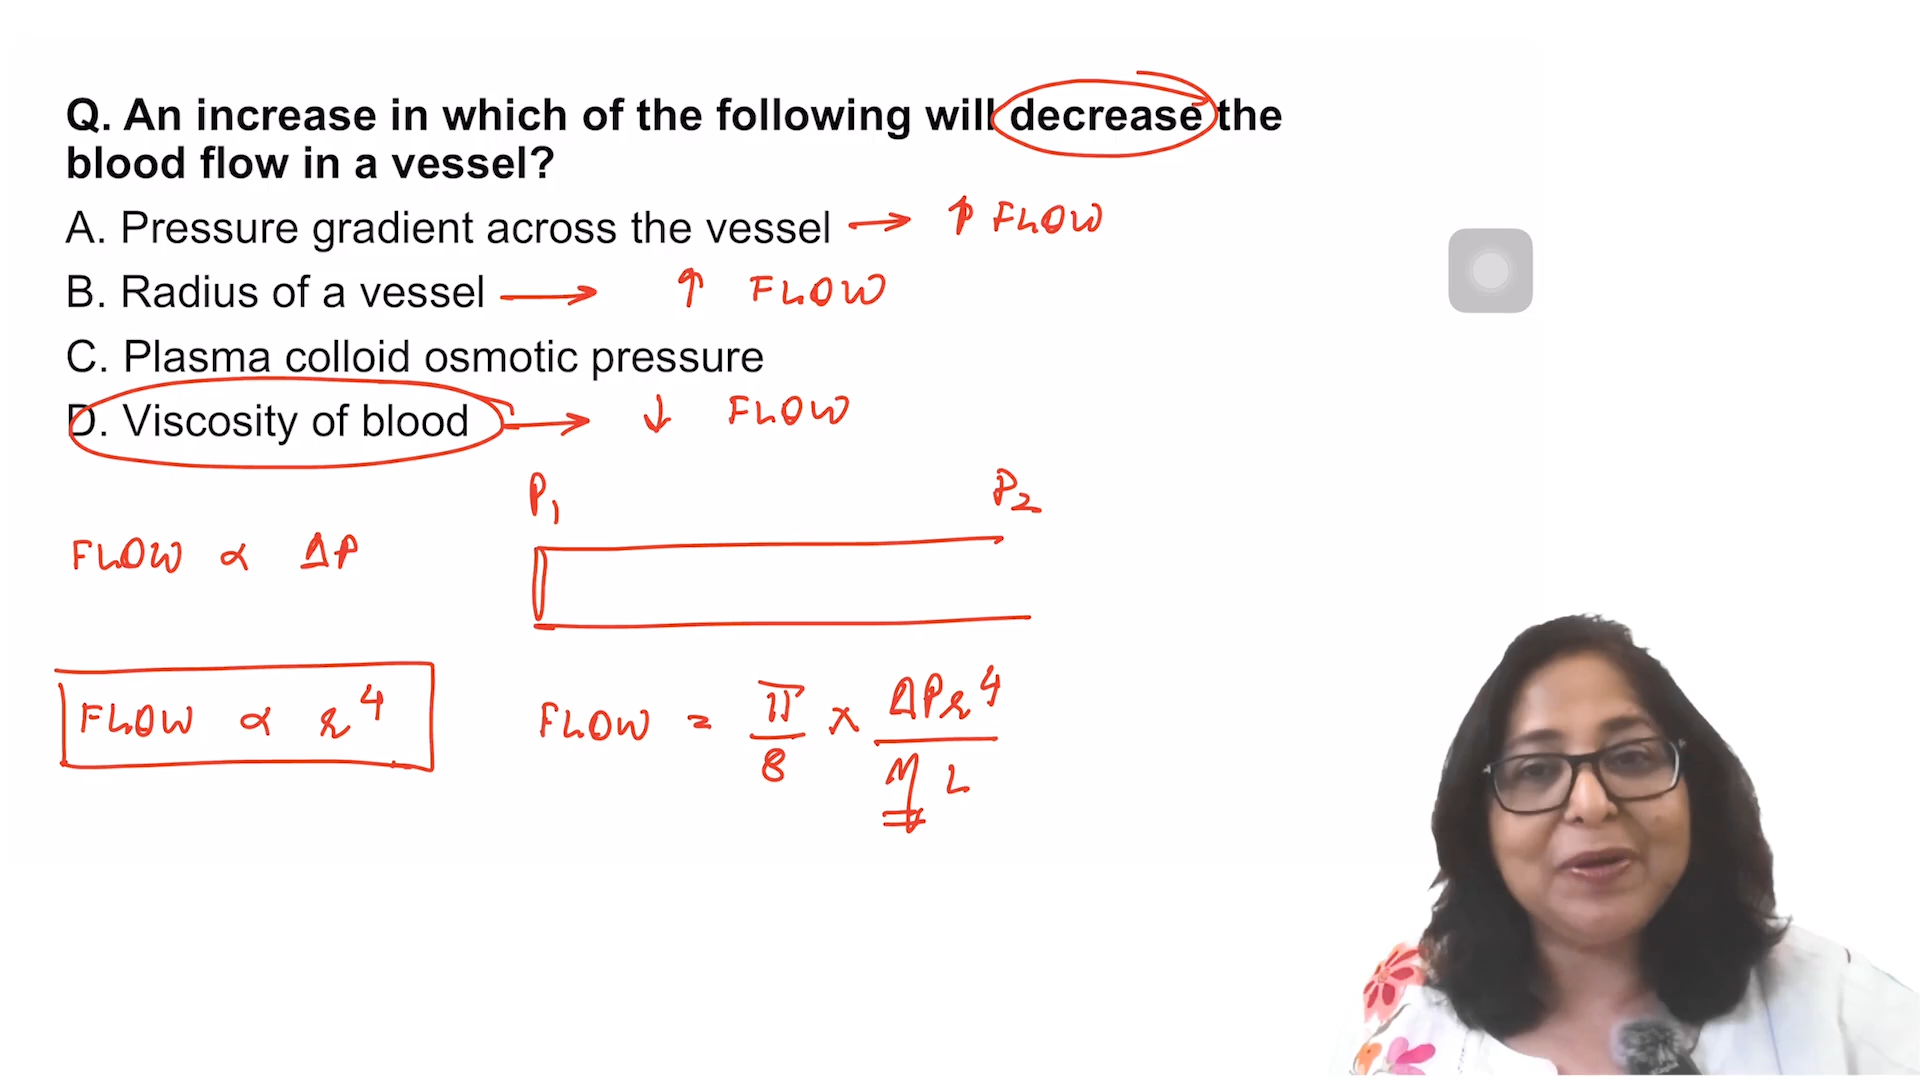 Q. An increase in which of the following will decrease the
blood flow in a vessel?
A. Pressure gradient across the vessel → ↑ FLOW
B. Radius of a vessel → ↑ FLOW
C. Plasma colloid osmotic pressure
D. Viscosity of blood → ↓ FLOW
P₁ P₂
FLOW ∝ ΔP
FLOW ∝ r⁴
FLOW = π/8 × ΔPr⁴/ηL